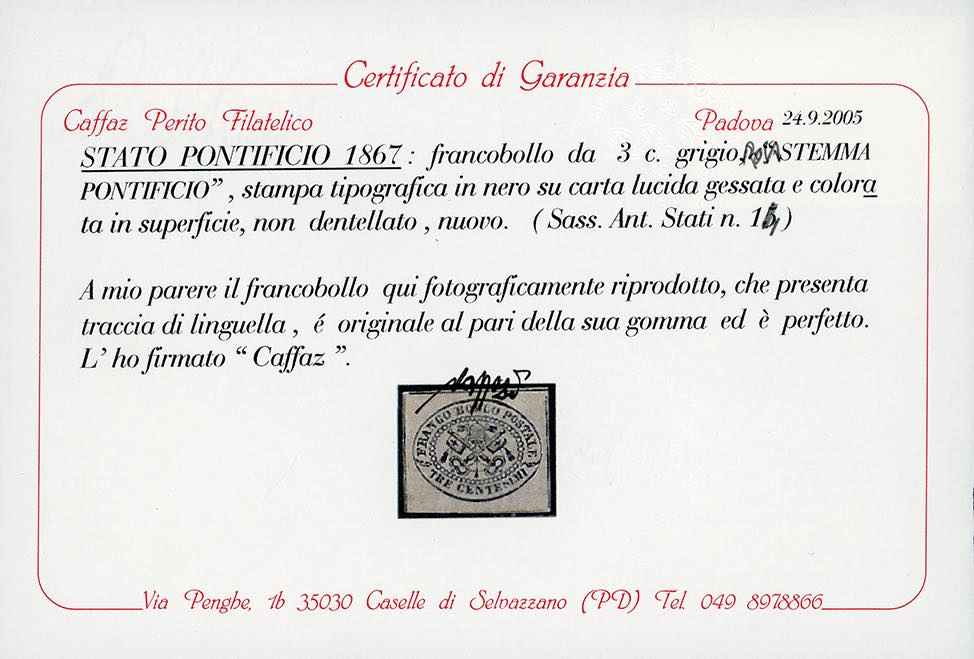 Certificato di Garanzia
Caffaz Perito Filatelico Padova 24.9.2005
STATO PONTIFICIO 1867 : francobollo da 3 c. grigio, "STEMMA
PONTIFICIO", stampa tipografica in nero su carta lucida gessata e colora
ta in superficie, non dentellato, nuovo. (Sass. Ant. Stati n. 15)
A mio parere il francobollo qui fotograficamente riprodotto, che presenta
traccia di linguella, é originale al pari della sua gomma ed è perfetto.
L'ho firmato "Caffaz".
FRANCO BOLLO POSTALE
TRE CENTESIMI
Via Penghe, 1b 35030 Caselle di Selvazzano (PD) Tel. 049 8978866